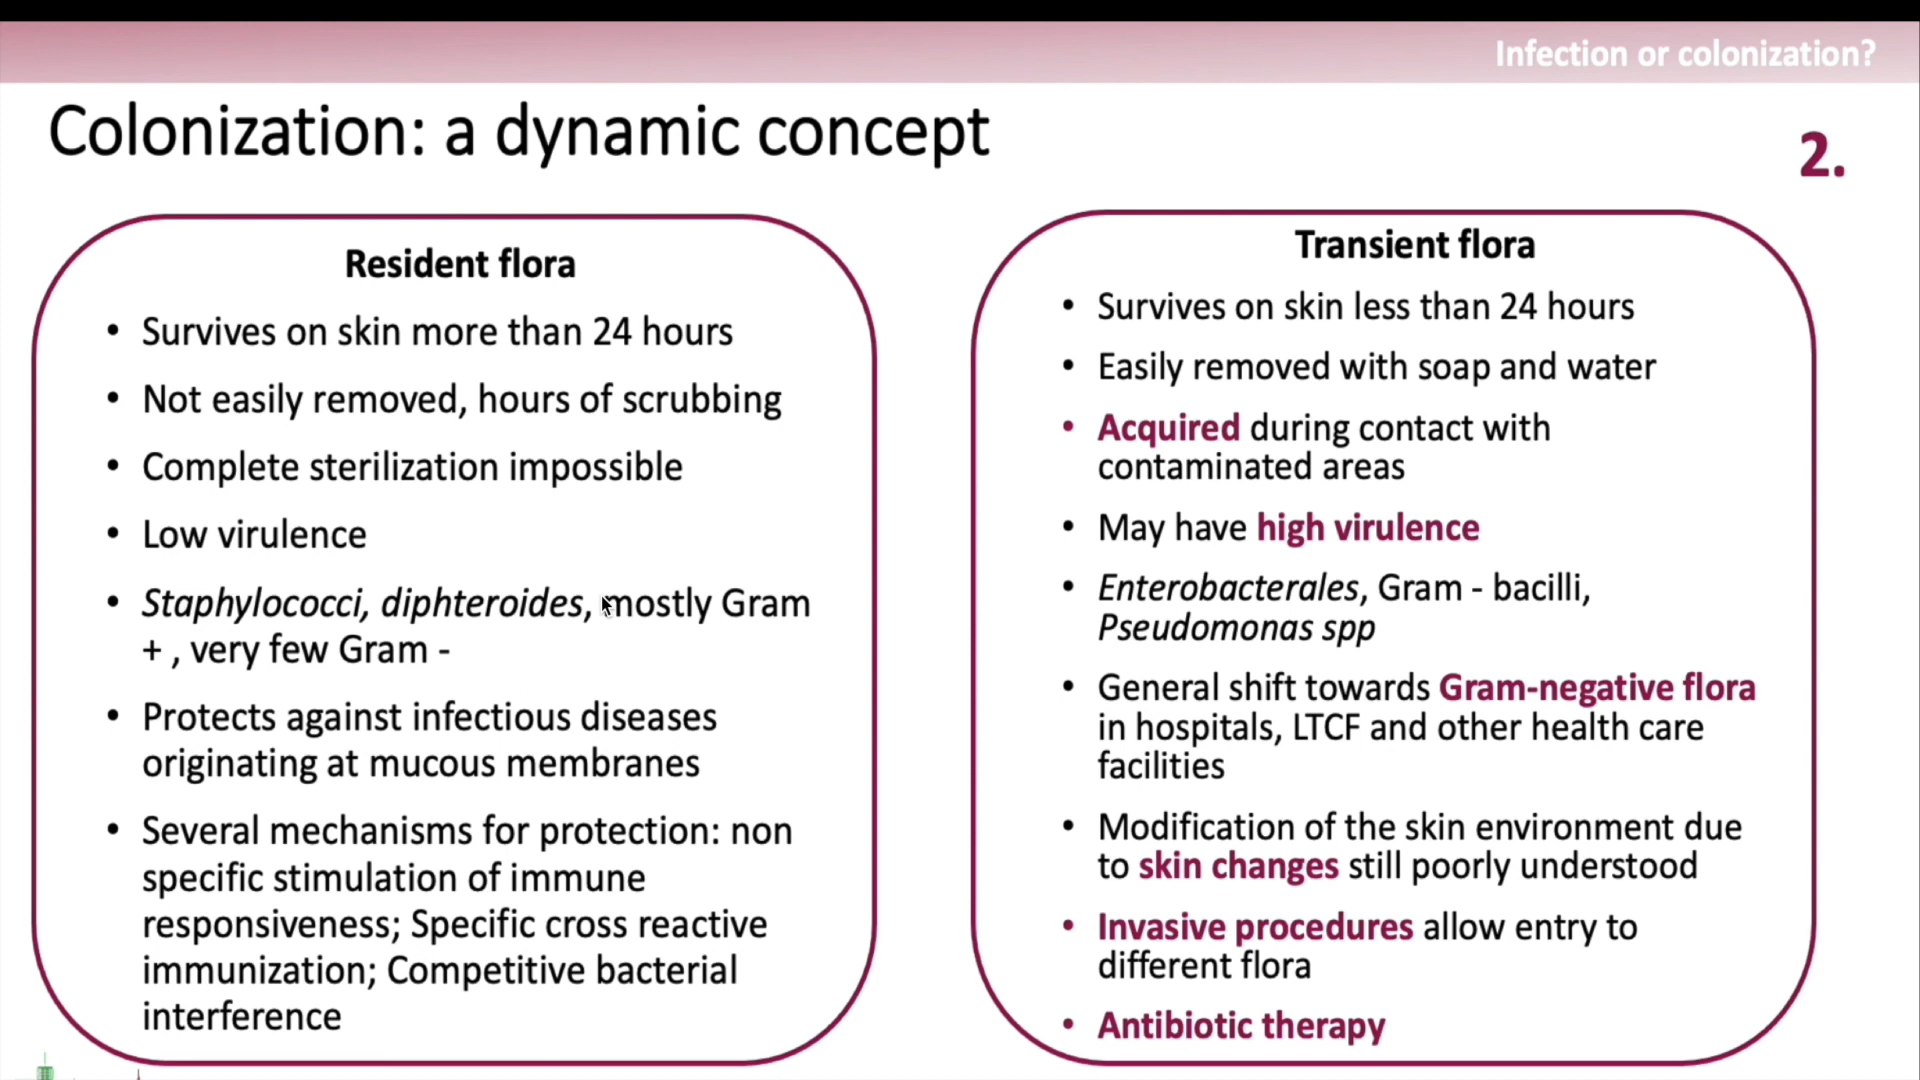 Infection or colonization?
Colonization: a dynamic concept
2.
Resident flora
• Survives on skin more than 24 hours
• Not easily removed, hours of scrubbing
• Complete sterilization impossible
• Low virulence
• Staphylococci, diphteroides, mostly Gram
+ , very few Gram -
• Protects against infectious diseases
originating at mucous membranes
• Several mechanisms for protection: non
specific stimulation of immune
responsiveness; Specific cross reactive
immunization; Competitive bacterial
interference
Transient flora
• Survives on skin less than 24 hours
• Easily removed with soap and water
• Acquired during contact with
contaminated areas
• May have high virulence
• Enterobacterales, Gram - bacilli,
Pseudomonas spp
• General shift towards Gram-negative flora
in hospitals, LTCF and other health care
facilities
• Modification of the skin environment due
to skin changes still poorly understood
• Invasive procedures allow entry to
different flora
• Antibiotic therapy